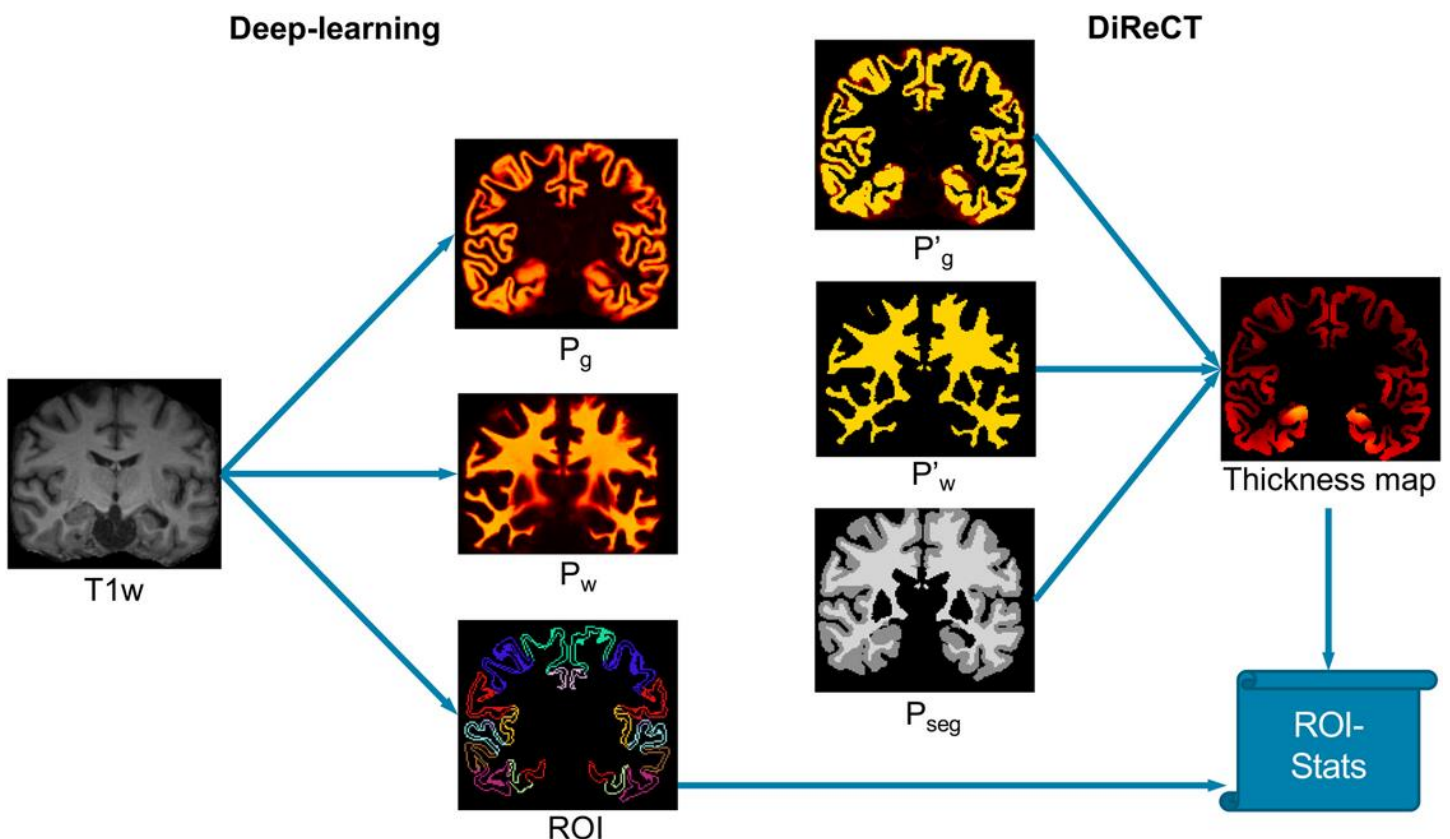 Deep-learning
DiReCT
P'g
Pg
P'w
T1w
Pw
Thickness map
Pseg
ROI-
Stats
ROI